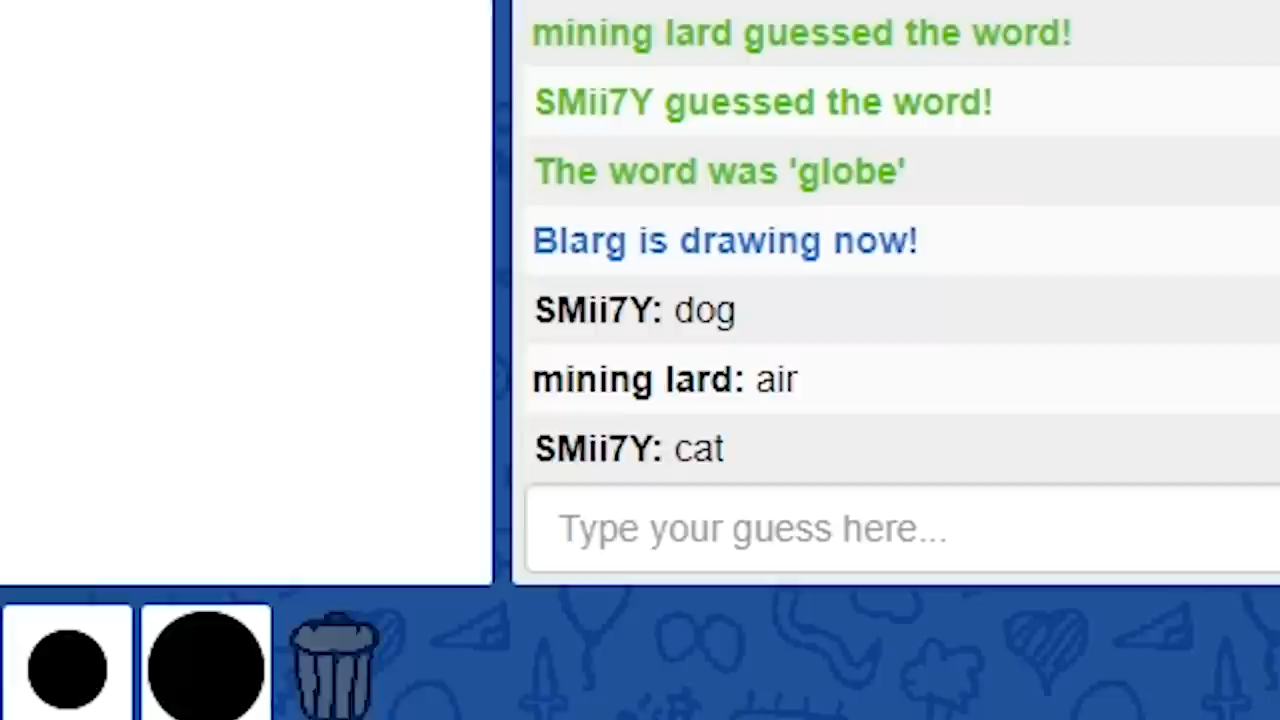 mining lard guessed the word!
SMii7Y guessed the word!
The word was 'globe'
Blarg is drawing now!
SMii7Y: dog
mining lard: air
SMii7Y: cat
Type your guess here...